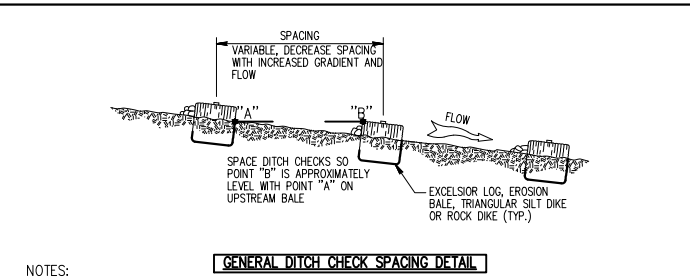 SPACING
VARIABLE, DECREASE SPACING
WITH INCREASED GRADIENT AND
FLOW
"A"
"B"
FLOW
SPACE DITCH CHECKS SO
POINT "B" IS APPROXIMATELY
LEVEL WITH POINT "A" ON
UPSTREAM BALE
EXCELSIOR LOG, EROSION
BALE, TRIANGULAR SILT DIKE
OR ROCK DIKE (TYP.)
GENERAL DITCH CHECK SPACING DETAIL
NOTES: